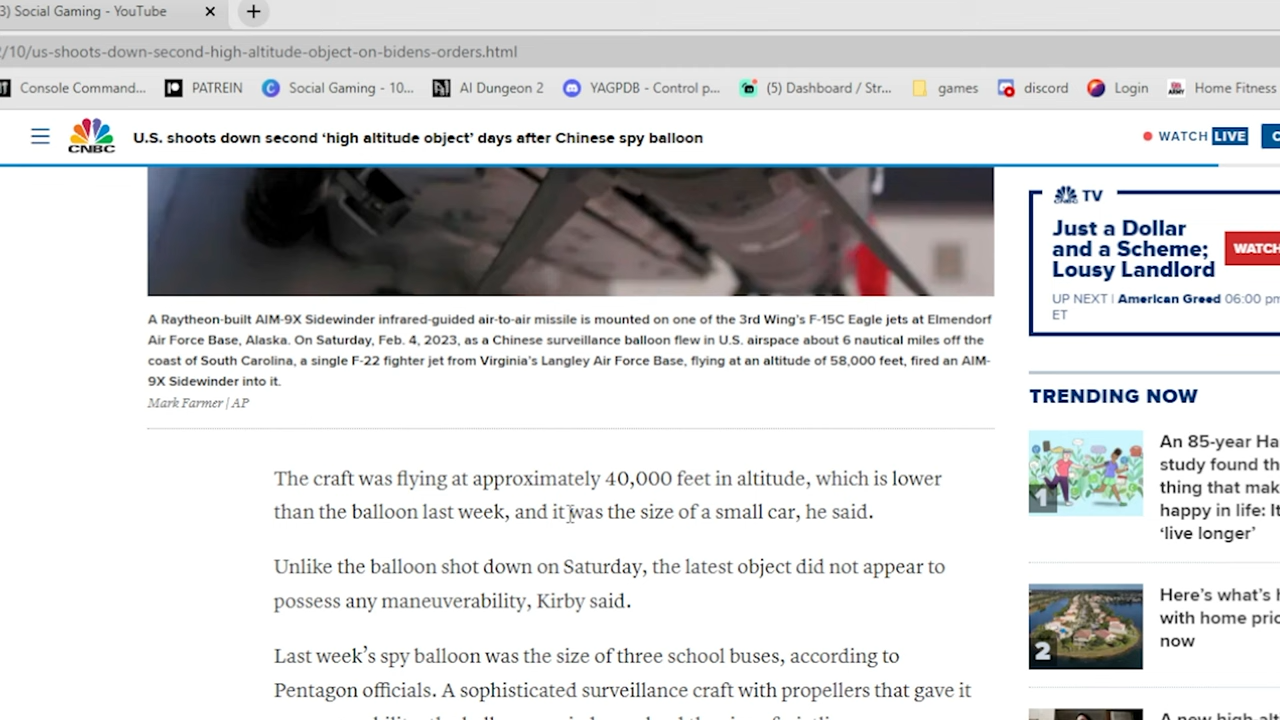 3) Social Gaming - YouTube
/10/us-shoots-down-second-high-altitude-object-on-bidens-orders.html
Console Command... PATREIN Social Gaming - 10... AI Dungeon 2 YAGPDB - Control p... (5) Dashboard / Str... games discord Login Home Fitness
CNBC U.S. shoots down second ‘high altitude object’ days after Chinese spy balloon WATCH LIVE
TV
Just a Dollar
and a Scheme;
Lousy Landlord
WATCH
UP NEXT | American Greed 06:00 pm
ET
A Raytheon-built AIM-9X Sidewinder infrared-guided air-to-air missile is mounted on one of the 3rd Wing’s F-15C Eagle jets at Elmendorf
Air Force Base, Alaska. On Saturday, Feb. 4, 2023, as a Chinese surveillance balloon flew in U.S. airspace about 6 nautical miles off the
coast of South Carolina, a single F-22 fighter jet from Virginia’s Langley Air Force Base, flying at an altitude of 58,000 feet, fired an AIM-
9X Sidewinder into it.
Mark Farmer | AP
The craft was flying at approximately 40,000 feet in altitude, which is lower
than the balloon last week, and it was the size of a small car, he said.
Unlike the balloon shot down on Saturday, the latest object did not appear to
possess any maneuverability, Kirby said.
Last week’s spy balloon was the size of three school buses, according to
Pentagon officials. A sophisticated surveillance craft with propellers that gave it
TRENDING NOW
1
An 85-year Ha
study found th
thing that mak
happy in life: It
‘live longer’
2
Here’s what’s h
with home pric
now